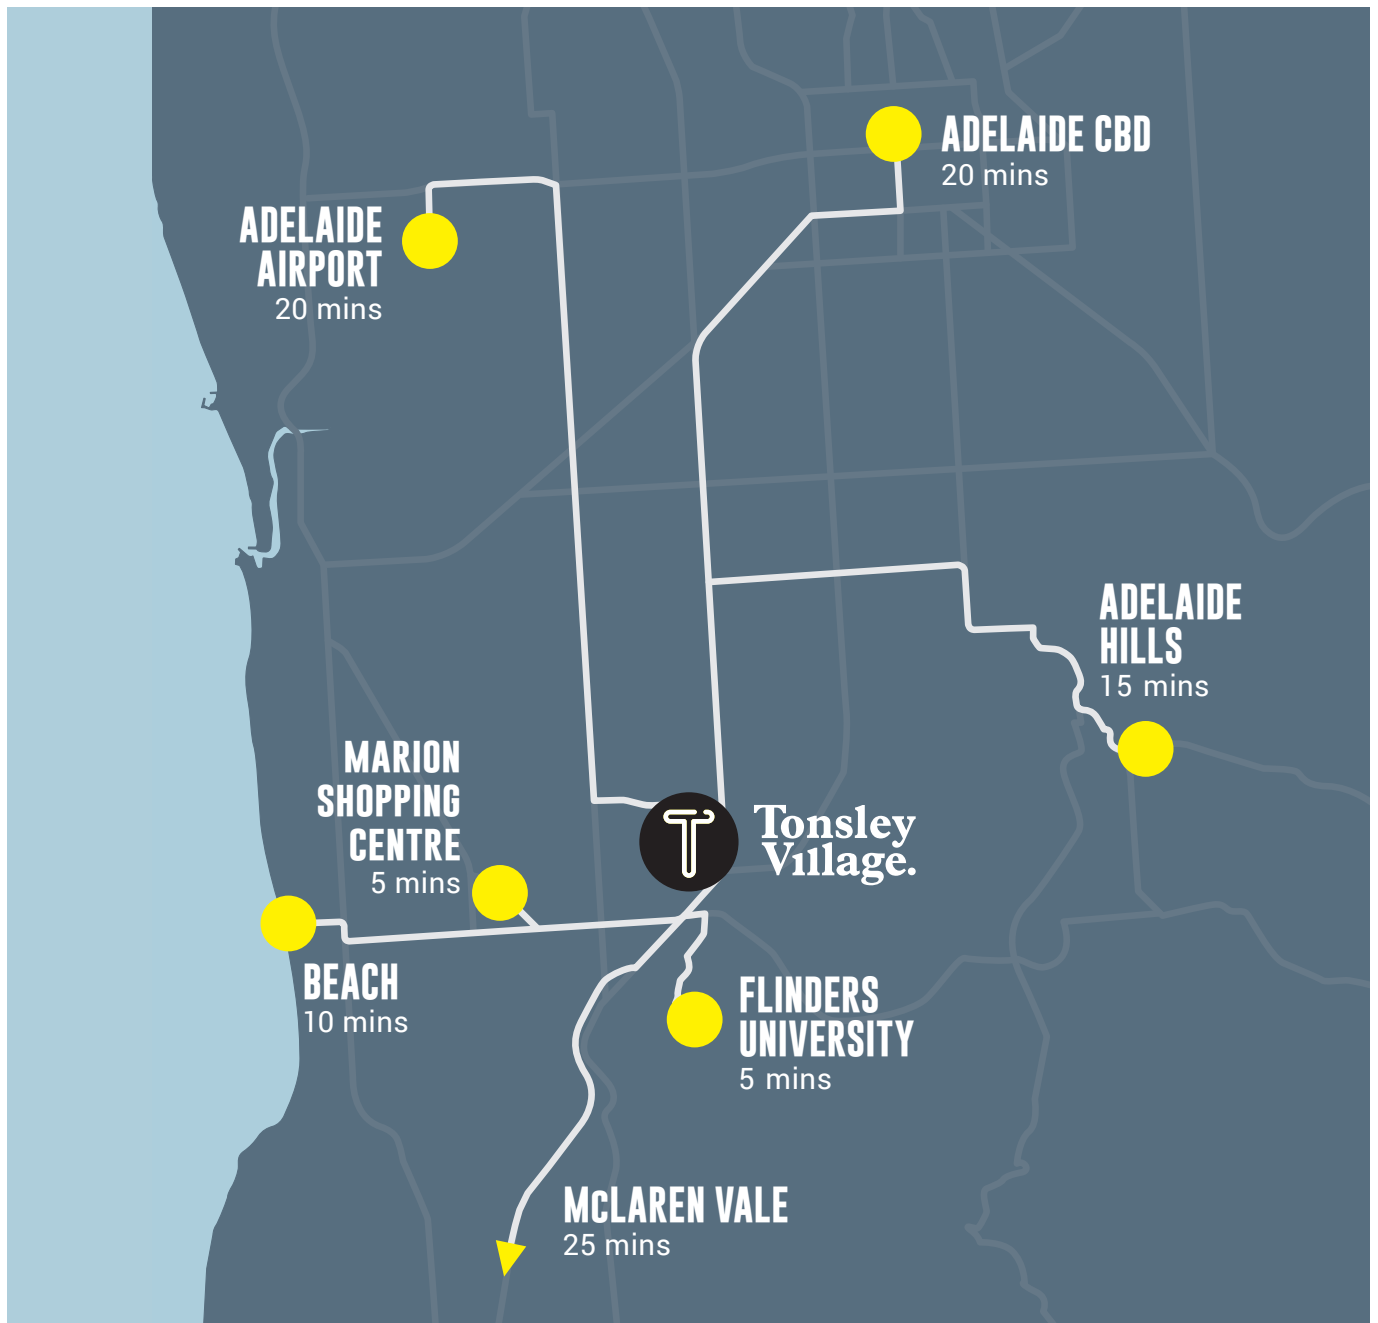 ADELAIDE CBD
20 mins
ADELAIDE
AIRPORT
20 mins
ADELAIDE
HILLS
15 mins
MARION
SHOPPING
CENTRE
5 mins
T
Tonsley
Village.
BEACH
10 mins
FLINDERS
UNIVERSITY
5 mins
McLAREN VALE
25 mins